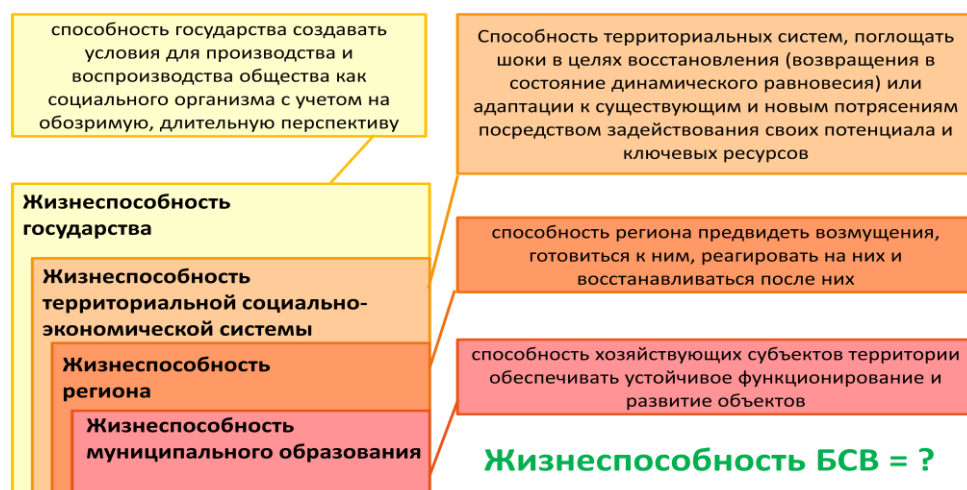 способность государства создавать
условия для производства и
воспроизводства общества как
социального организма с учетом на
обозримую, длительную перспективу
Способность территориальных систем, поглощать
шоки в целях восстановления (возвращения в
состояние динамического равновесия) или
адаптации к существующим и новым потрясениям
посредством задействования своих потенциала и
ключевых ресурсов
Жизнеспособность
государства
способность региона предвидеть возмущения,
готовиться к ним, реагировать на них и
восстанавливаться после них
Жизнеспособность
территориальной социально-
экономической системы
способность хозяйствующих субъектов территории
обеспечивать устойчивое функционирование и
развитие объектов
Жизнеспособность
региона
Жизнеспособность
муниципального образования
Жизнеспособность БСВ = ?